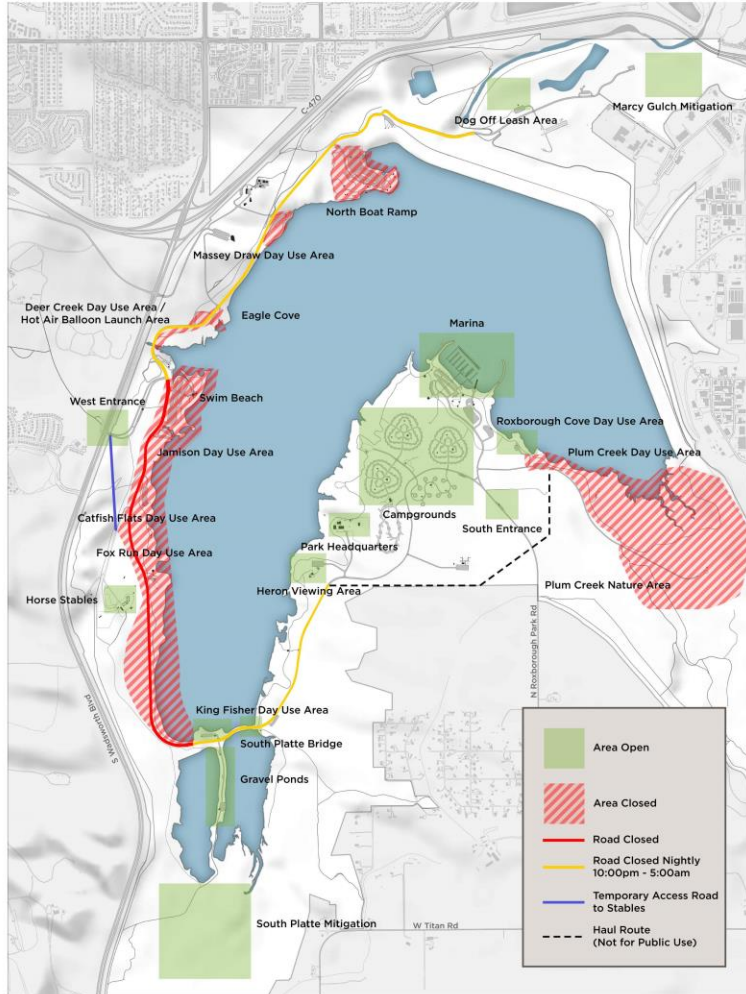 C-470
Marcy Gulch Mitigation
Dog Off Leash Area
North Boat Ramp
Massey Draw Day Use Area
Deer Creek Day Use Area /
Hot Air Balloon Launch Area
Eagle Cove
Marina
West Entrance
Swim Beach
Roxborough Cove Day Use Area
Jamison Day Use Area
Plum Creek Day Use Area
Catfish Flats Day Use Area
Campgrounds
South Entrance
Park Headquarters
Fox Run Day Use Area
Heron Viewing Area
Plum Creek Nature Area
Horse Stables
N Roxborough Park Rd
King Fisher Day Use Area
South Platte Bridge
S Wadsworth Blvd
Gravel Ponds
South Platte Mitigation
W Titan Rd
Area Open
Area Closed
Road Closed
Road Closed Nightly
10:00pm - 5:00am
Temporary Access Road
to Stables
Haul Route
(Not for Public Use)